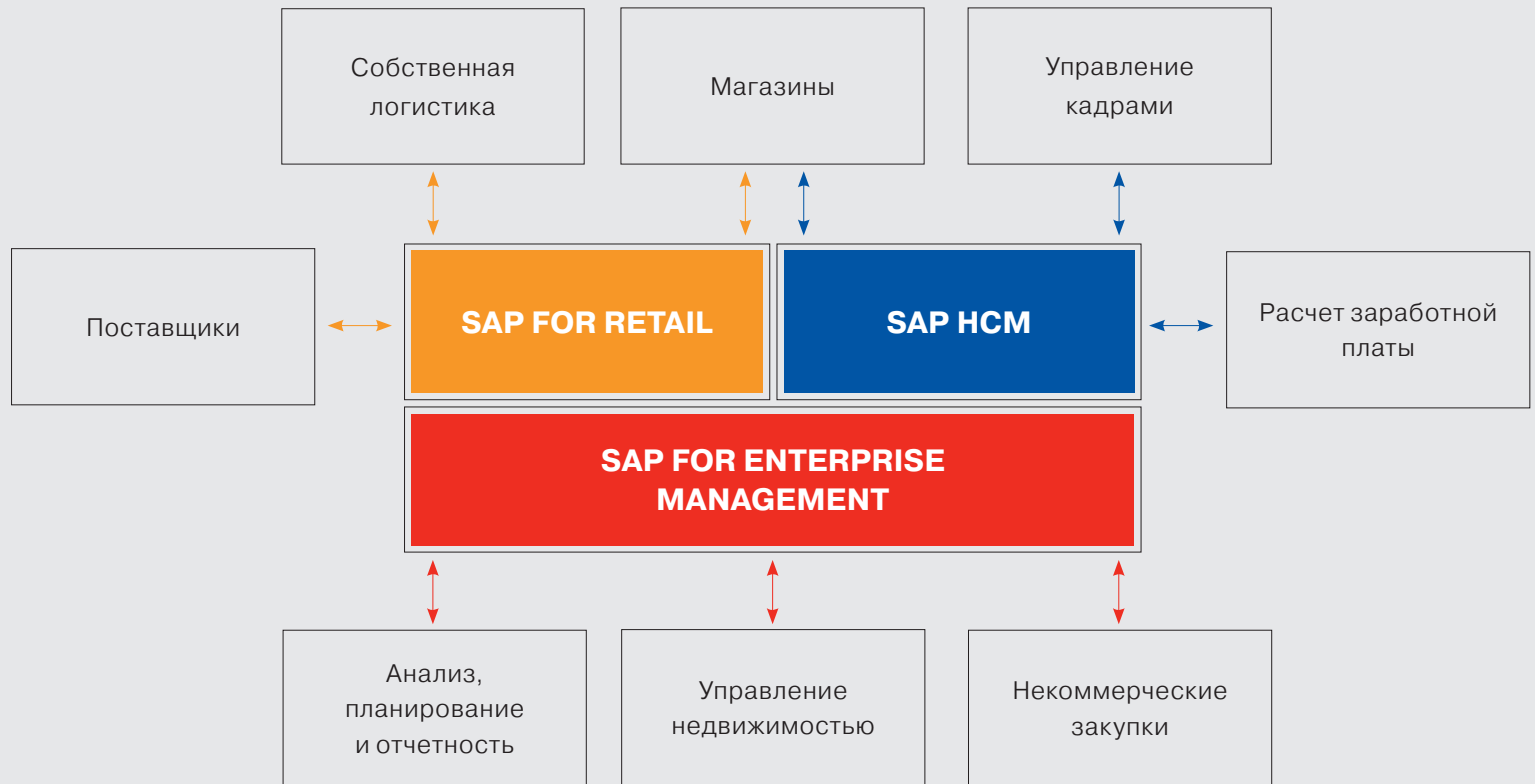 Собственная
логистика
Магазины
Управление
кадрами
Поставщики
SAP FOR RETAIL
SAP HCM
Расчет заработной
платы
SAP FOR ENTERPRISE
MANAGEMENT
Анализ,
планирование
и отчетность
Управление
недвижимостью
Некоммерческие
закупки